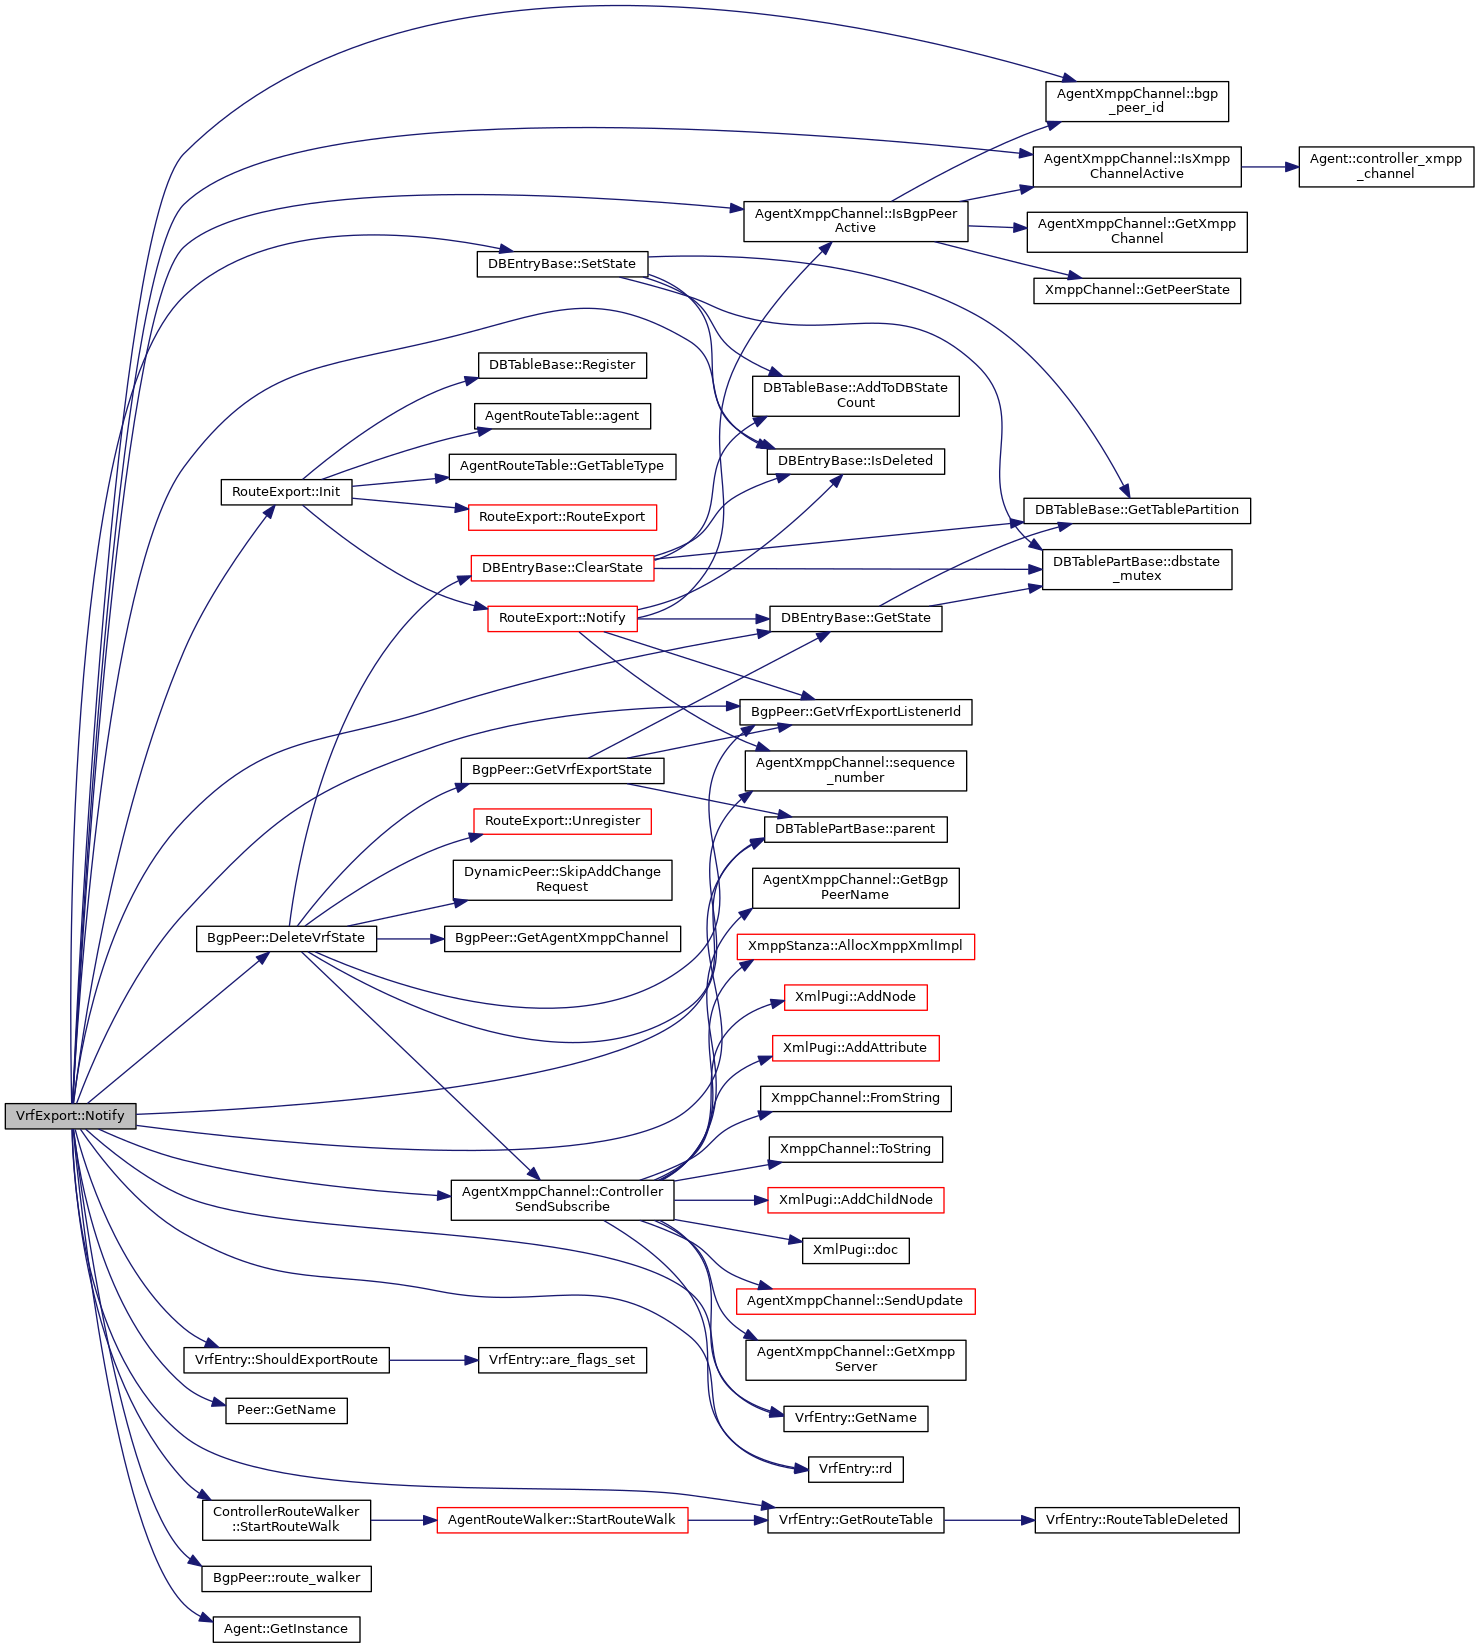 AgentXmppChannel::bgp
_peer_id
AgentXmppChannel::IsXmpp
ChannelActive
Agent::controller_xmpp
_channel
AgentXmppChannel::IsBgpPeer
Active
AgentXmppChannel::GetXmpp
Channel
DBEntryBase::SetState
XmppChannel::GetPeerState
DBTableBase::Register
DBTableBase::AddToDBState
Count
AgentRouteTable::agent
DBEntryBase::IsDeleted
AgentRouteTable::GetTableType
RouteExport::Init
RouteExport::RouteExport
DBTableBase::GetTablePartition
DBEntryBase::ClearState
DBTablePartBase::dbstate
_mutex
RouteExport::Notify
DBEntryBase::GetState
BgpPeer::GetVrfExportListenerId
BgpPeer::GetVrfExportState
AgentXmppChannel::sequence
_number
RouteExport::Unregister
DBTablePartBase::parent
DynamicPeer::SkipAddChange
Request
AgentXmppChannel::GetBgp
PeerName
BgpPeer::DeleteVrfState
BgpPeer::GetAgentXmppChannel
XmppStanza::AllocXmppXmlImpl
XmlPugi::AddNode
XmlPugi::AddAttribute
XmppChannel::FromString
VrfExport::Notify
XmppChannel::ToString
AgentXmppChannel::Controller
SendSubscribe
XmlPugi::AddChildNode
XmlPugi::doc
AgentXmppChannel::SendUpdate
VrfEntry::ShouldExportRoute
VrfEntry::are_flags_set
AgentXmppChannel::GetXmpp
Server
Peer::GetName
VrfEntry::GetName
VrfEntry::rd
ControllerRouteWalker
::StartRouteWalk
AgentRouteWalker::StartRouteWalk
VrfEntry::GetRouteTable
VrfEntry::RouteTableDeleted
BgpPeer::route_walker
Agent::GetInstance